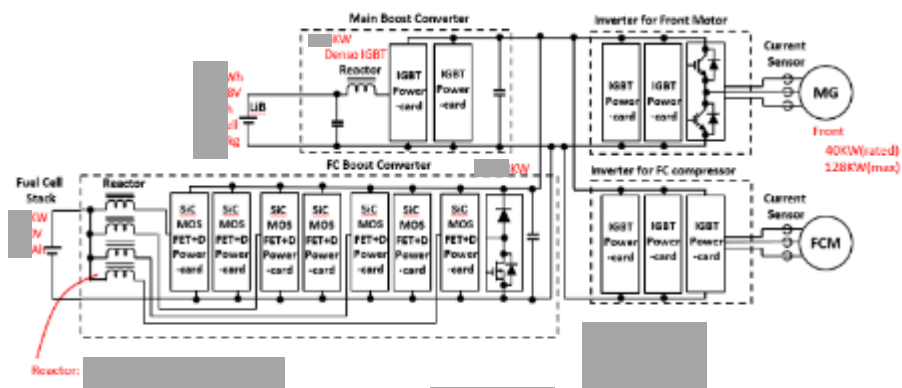 Main Boost Converter
KW
Denso IGBT
Reactor
IGBT
Power
-card
IGBT
Power
-card
LiB
Wh
V
kg
Inverter for Front Motor
IGBT
Power
-card
IGBT
Power
-card
Current
Sensor
MG
Front
40KW(rated)
128KW(max)
FC Boost Converter
KW
Fuel Cell
Stack
KW
V
Reactor
SiC
MOS
FET+D
Power
-card
SiC
MOS
FET+D
Power
-card
SiC
MOS
FET+D
Power
-card
SiC
MOS
FET+D
Power
-card
SiC
MOS
FET+D
Power
-card
SiC
MOS
FET+D
Power
-card
SiC
MOS
FET+D
Power
-card
Inverter for FC compressor
IGBT
Power
-card
IGBT
Power
-card
IGBT
Power
-card
Current
Sensor
FCM
Reactor: